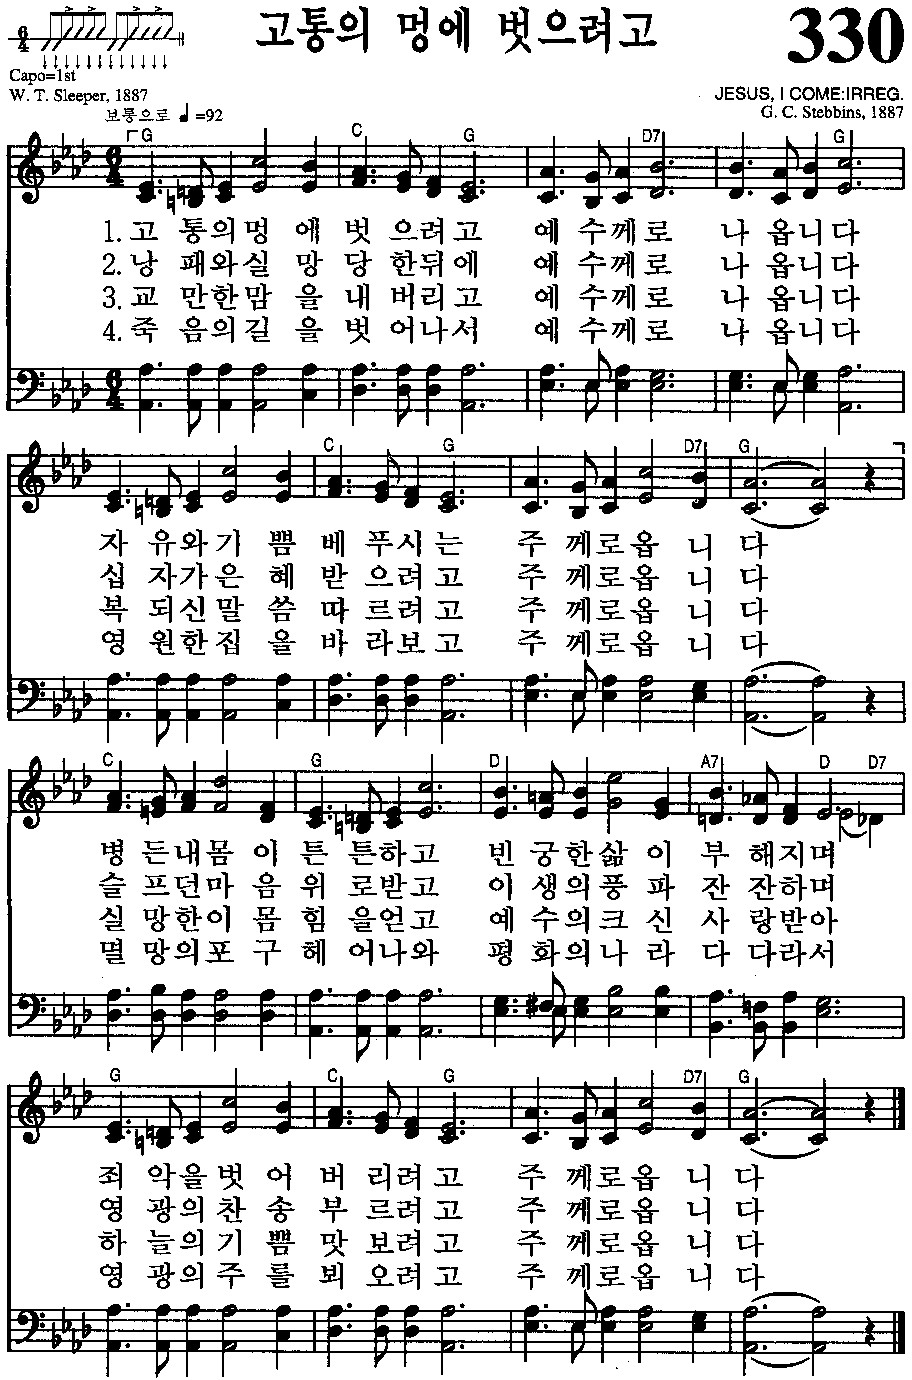 고통의 멍에 벗으려고 330
Capo=1st
W. T. Sleeper, 1887
JESUS, I COME:IRREG.
G. C. Stebbins, 1887
보통으로 ♩=92
G C G D7 G
1. 고 통의멍 에 벗 으려고 예 수께로 나 옵니다
2. 낭 패와실 망 당 한뒤에 예 수께로 나 옵니다
3. 교 만한맘 을 내 버리고 예 수께로 나 옵니다
4. 죽 음의길 을 벗 어나서 예 수께로 나 옵니다
C G D7 G
자 유와기 쁨 베 푸시는 주 께로옵 니 다
십 자가은 혜 받 으려고 주 께로옵 니 다
복 되신말 씀 따 르려고 주 께로옵 니 다
영 원한집 을 바 라보고 주 께로옵 니 다
C G D A7 D D7
병 든내몸 이 튼 튼하고 빈 궁한삶 이 부 해지며
슬 프던마 음 위 로받고 이 생의풍 파 잔 잔하며
실 망한이 몸 힘 을얻고 예 수의크 신 사 랑받아
멸 망의포 구 헤 어나와 평 화의나 라 다 다라서
G C G D7 G
죄 악을벗 어 버 리려고 주 께로옵 니 다
영 광의찬 송 부 르려고 주 께로옵 니 다
하 늘의기 쁨 맛 보려고 주 께로옵 니 다
영 광의주 를 뵈 오려고 주 께로옵 니 다